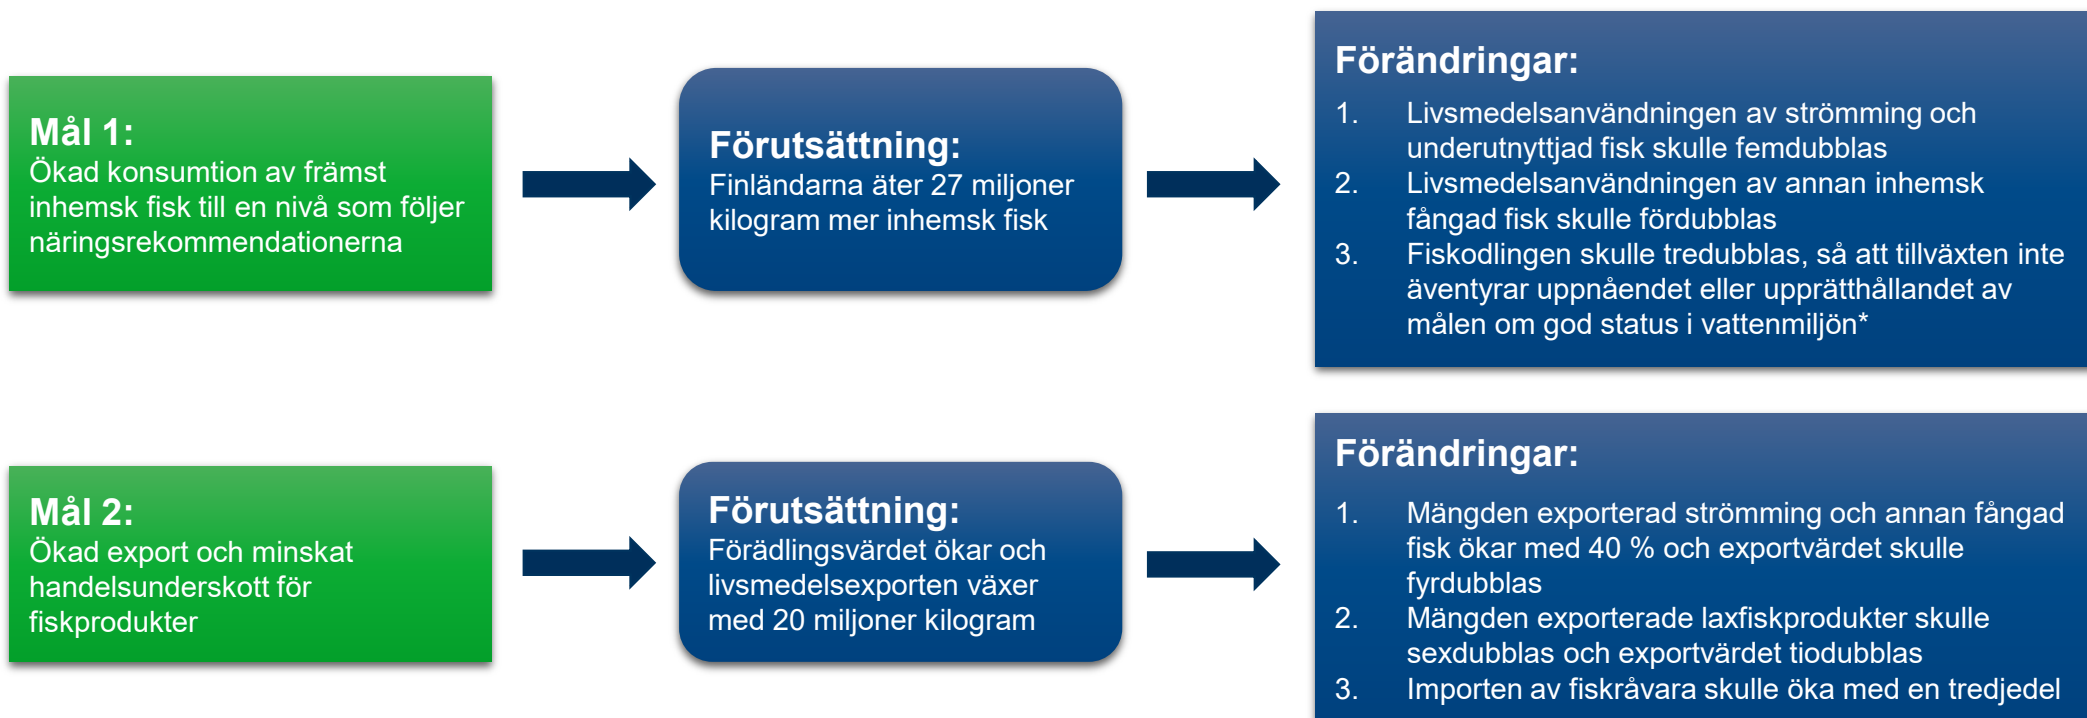 Mål 1:
Ökad konsumtion av främst
inhemsk fisk till en nivå som följer
näringsrekommendationerna
Förutsättning:
Finländarna äter 27 miljoner
kilogram mer inhemsk fisk
Förändringar:
1. Livsmedelsanvändningen av strömming och
underutnyttjad fisk skulle femdubblas
2. Livsmedelsanvändningen av annan inhemsk
fångad fisk skulle fördubblas
3. Fiskodlingen skulle tredubblas, så att tillväxten inte
äventyrar uppnåendet eller upprätthållandet av
målen om god status i vattenmiljön*
Mål 2:
Ökad export och minskat
handelsunderskott för
fiskprodukter
Förutsättning:
Förädlingsvärdet ökar och
livsmedelsexporten växer
med 20 miljoner kilogram
Förändringar:
1. Mängden exporterad strömming och annan fångad
fisk ökar med 40 % och exportvärdet skulle
fyrdubblas
2. Mängden exporterade laxfiskprodukter skulle
sexdubblas och exportvärdet tiodubblas
3. Importen av fiskråvara skulle öka med en tredjedel